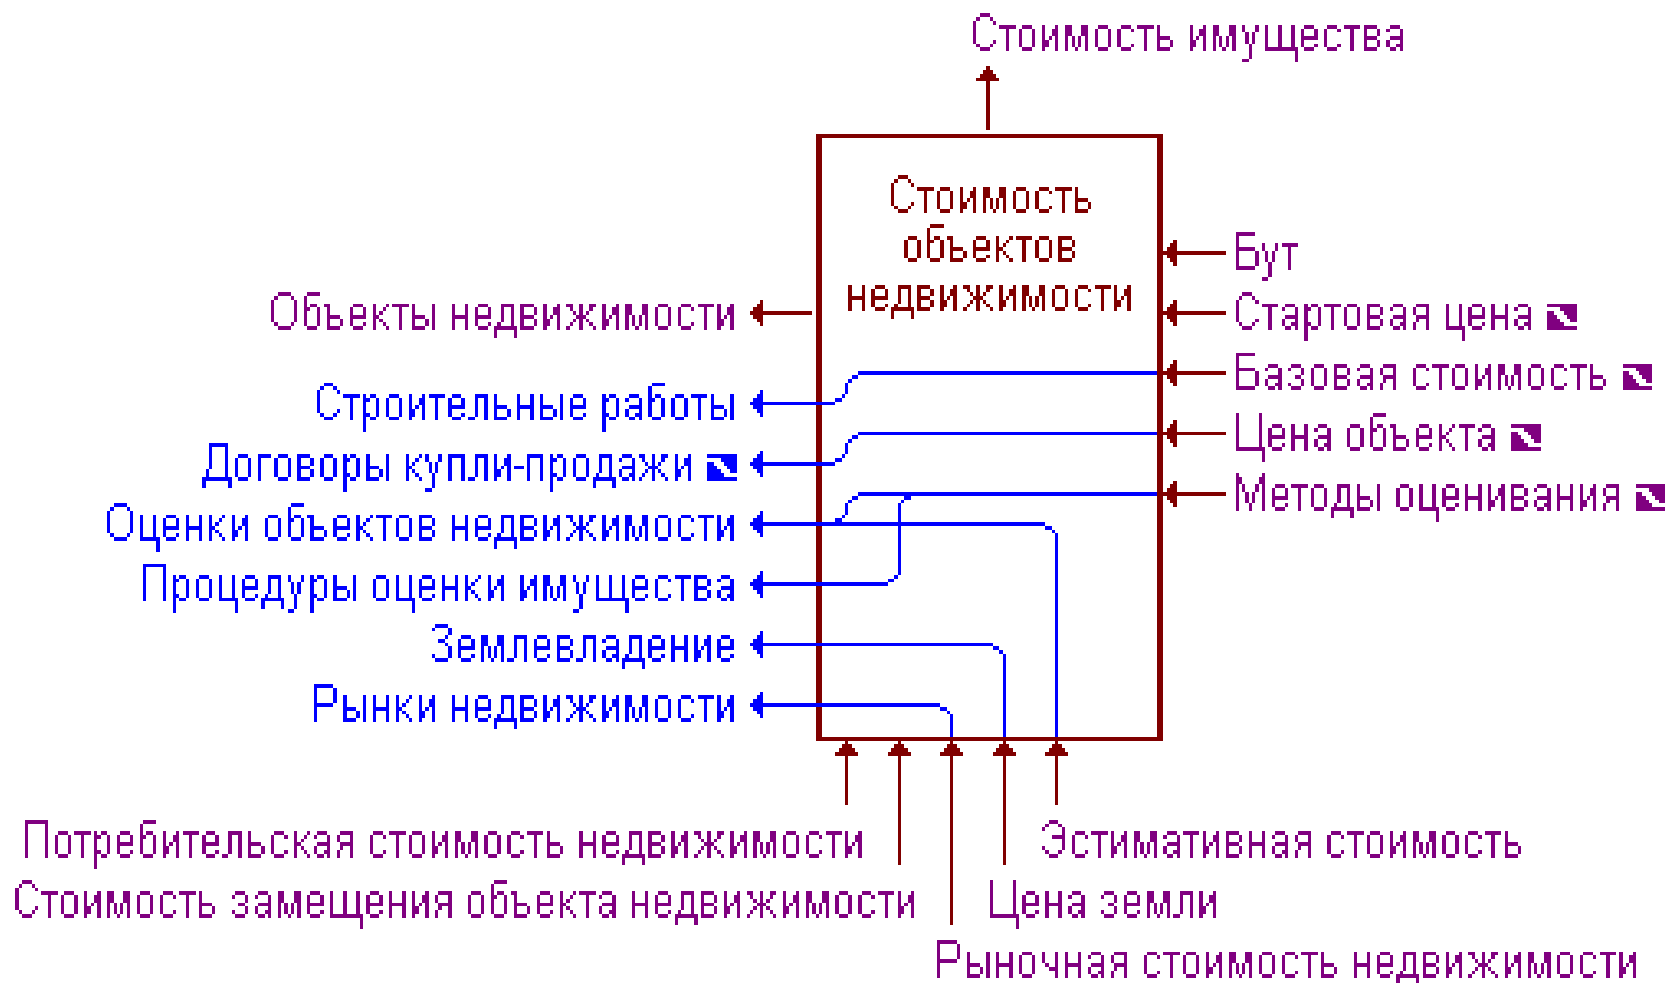 Стоимость имущества
Стоимость
объектов
недвижимости
Бут
Объекты недвижимости
Стартовая цена
Базовая стоимость
Строительные работы
Цена объекта
Договоры купли-продажи
Методы оценивания
Оценки объектов недвижимости
Процедуры оценки имущества
Землевладение
Рынки недвижимости
Потребительская стоимость недвижимости
Эстимативная стоимость
Стоимость замещения объекта недвижимости
Цена земли
Рыночная стоимость недвижимости